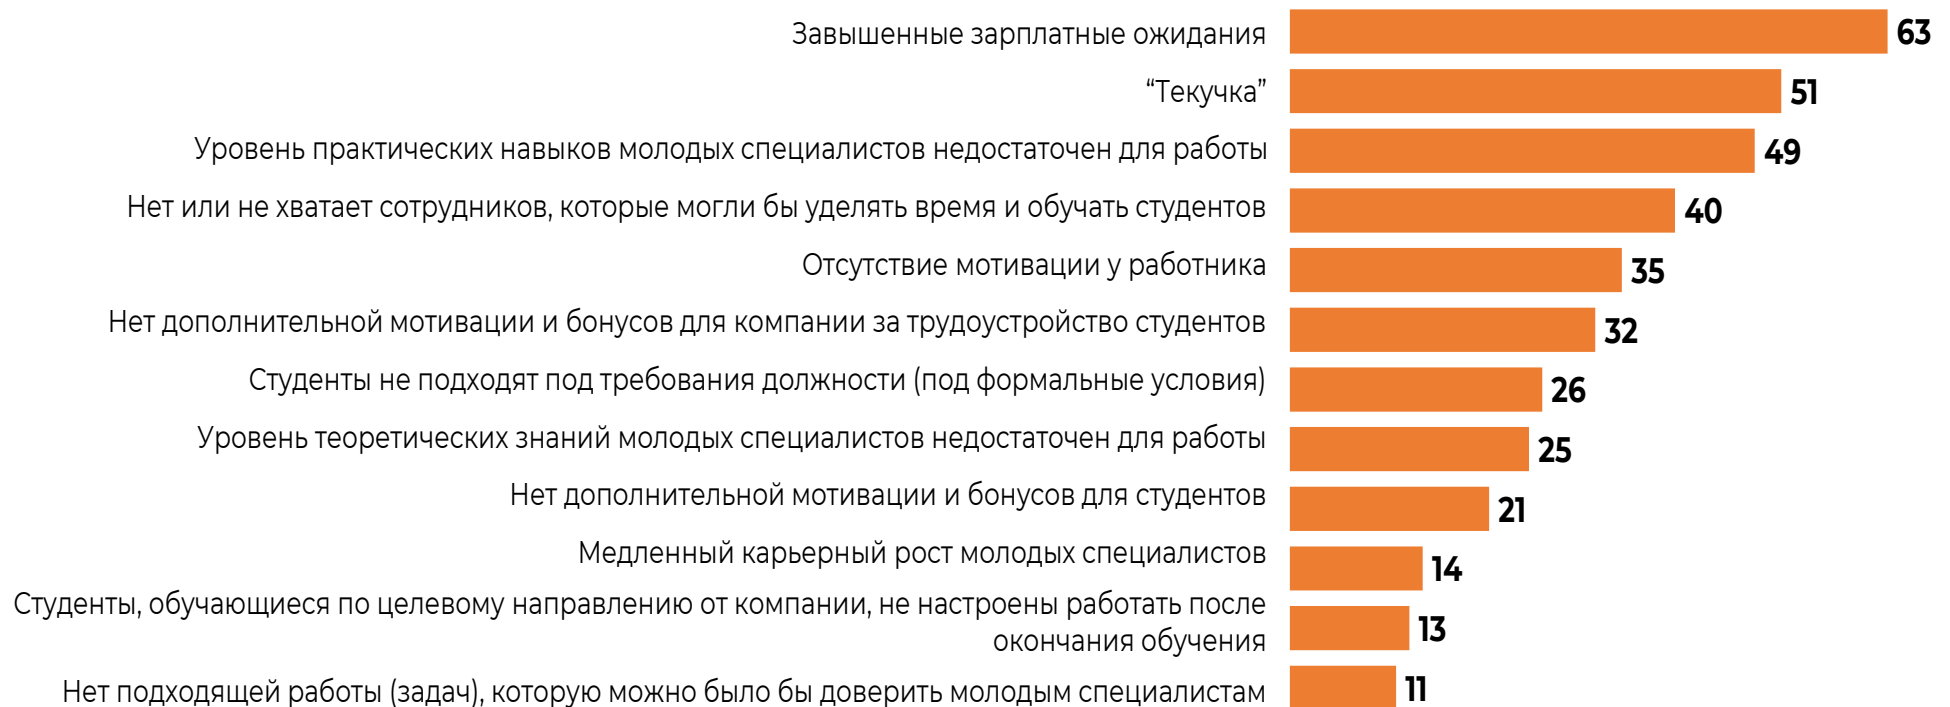 Завышенные зарплатные ожидания 63
“Текучка” 51
Уровень практических навыков молодых специалистов недостаточен для работы 49
Нет или не хватает сотрудников, которые могли бы уделять время и обучать студентов 40
Отсутствие мотивации у работника 35
Нет дополнительной мотивации и бонусов для компании за трудоустройство студентов 32
Студенты не подходят под требования должности (под формальные условия) 26
Уровень теоретических знаний молодых специалистов недостаточен для работы 25
Нет дополнительной мотивации и бонусов для студентов 21
Медленный карьерный рост молодых специалистов 14
Студенты, обучающиеся по целевому направлению от компании, не настроены работать после
окончания обучения 13
Нет подходящей работы (задач), которую можно было бы доверить молодым специалистам 11